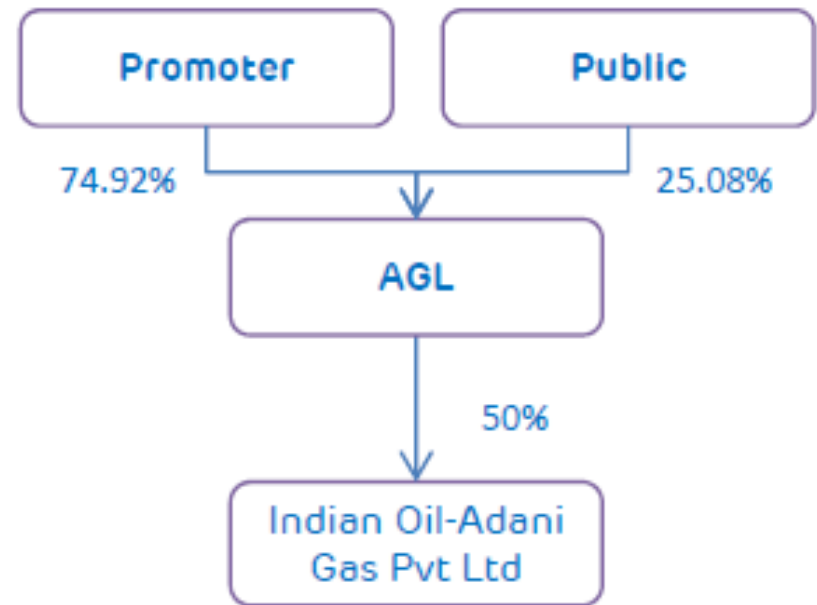 Promoter
Public
74.92%
25.08%
AGL
50%
Indian Oil-Adani
Gas Pvt Ltd